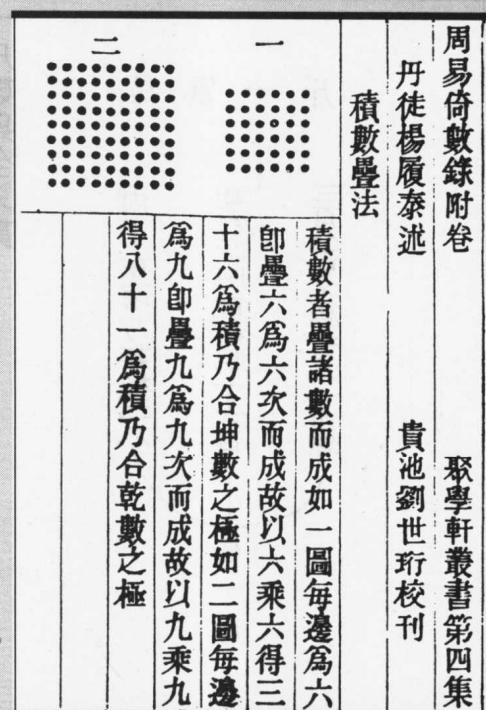 周易倚數錄附卷　聚學軒叢書第四集
丹徒楊履泰述　貴池劉世珩校刊
積數疊法
一
二
積數者疊諸數而成如一圖每邊爲六
卽疊六爲六次而成故以六乘六得三
十六爲積乃合坤數之極如二圖每邊
爲九卽疊九爲九次而成故以九乘九
得八十一爲積乃合乾數之極